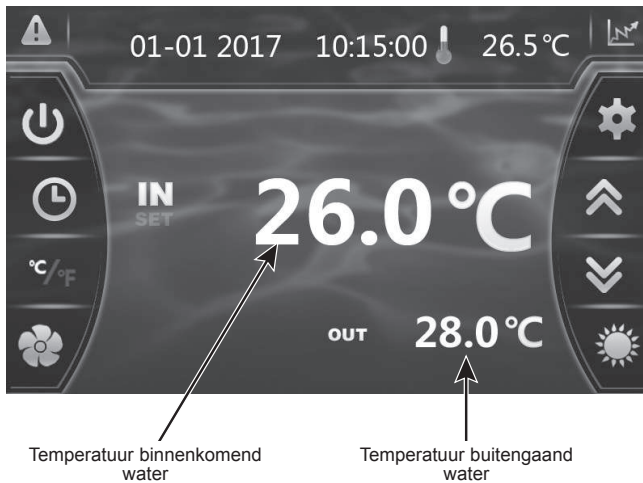 01-01 2017 10:15:00 26.5°C
IN
SET
26.0°C
°C/°F
OUT 28.0°C
Temperatuur binnenkomend
water
Temperatuur buitengaand
water